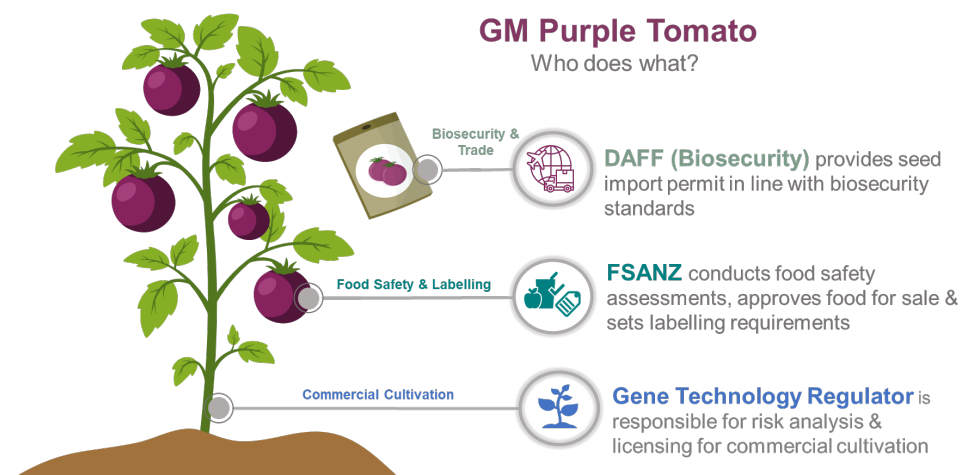 GM Purple Tomato
Who does what?
Biosecurity &
Trade
DAFF (Biosecurity) provides seed
import permit in line with biosecurity
standards
Food Safety & Labelling
FSANZ conducts food safety
assessments, approves food for sale &
sets labelling requirements
Commercial Cultivation
Gene Technology Regulator is
responsible for risk analysis &
licensing for commercial cultivation